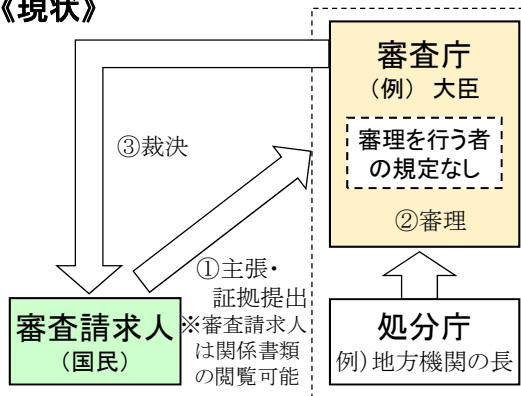 《現状》
審査庁
（例） 大臣
審理を行う者
の規定なし
②審理
③裁決
①主張・
証拠提出
※審査請求人
は関係書類
の閲覧可能
審査請求人
（国民）
処分庁
例）地方機関の長